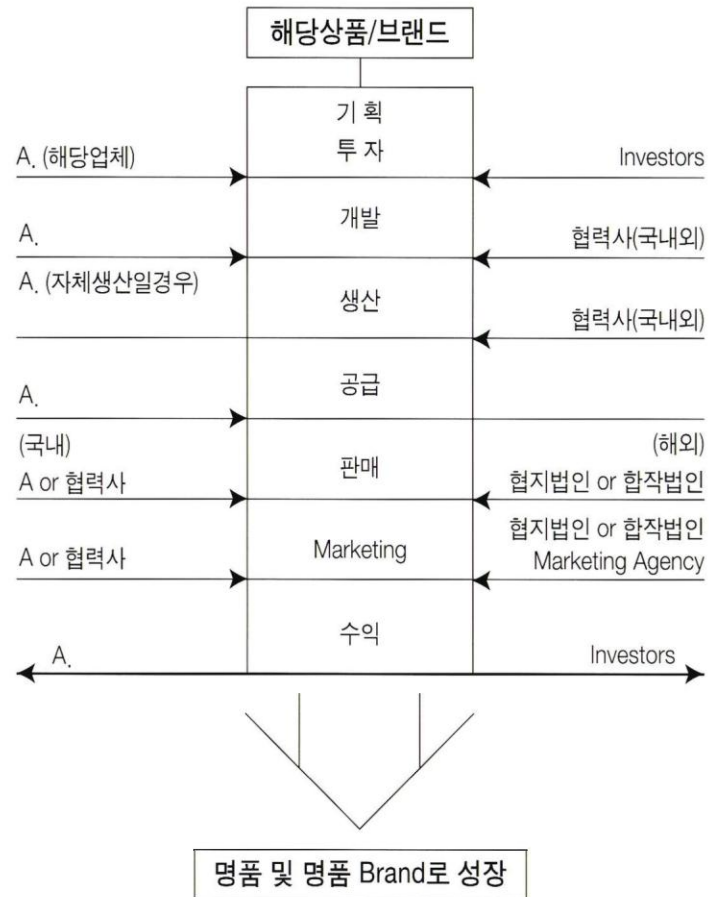 해당상품/브랜드
기 획
투 자
A. (해당업체)
Investors
개발
A.
협력사(국내외)
A. (자체생산일경우)
생산
협력사(국내외)
공급
A.
(국내)
(해외)
판매
A or 협력사
협지법인 or 합작법인
협지법인 or 합작법인
Marketing
A or 협력사
Marketing Agency
수익
A.
Investors
명품 및 명품 Brand로 성장